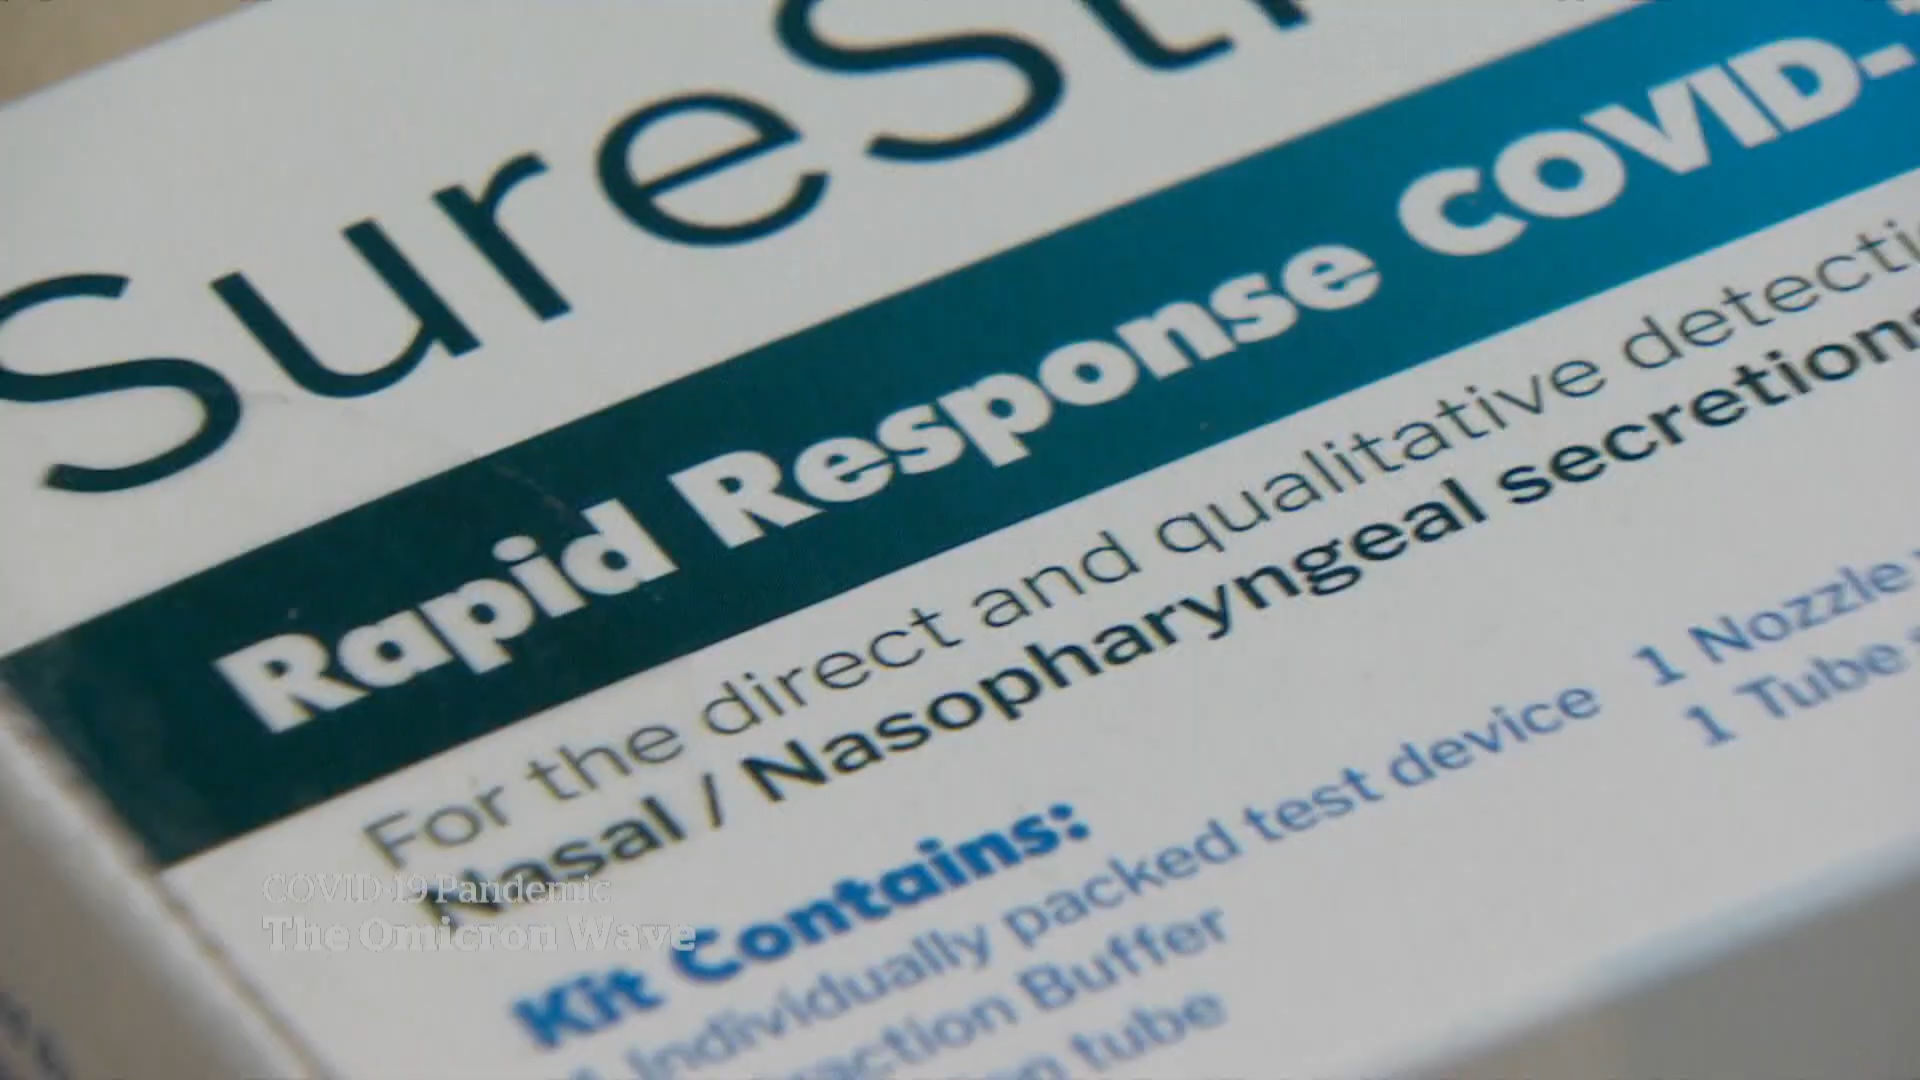 SureSt
Rapid Response COVID-
For the direct and qualitative detecti
Nasal / Nasopharyngeal secretions
Kit Contains:
1 Individually packed test device
1 Nozzle
1 Tube
Buffer
tube
COVID-19 Pandemic
The Omicron Wave